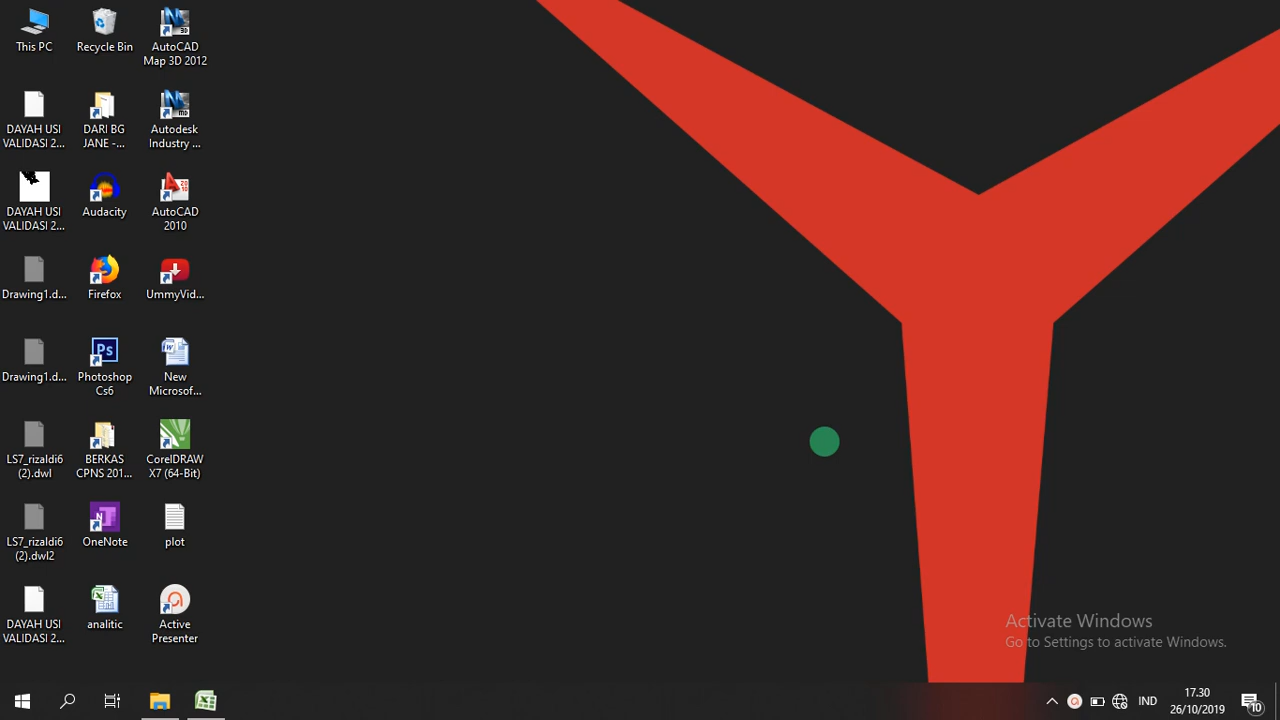 This PC
Recycle Bin
AutoCAD
Map 3D 2012
DAYAH USI
VALIDASI 2...
DARI BG
JANE -...
Autodesk
Industry ...
DAYAH USI
VALIDASI 2...
Audacity
AutoCAD
2010
Drawing1.d...
Firefox
UmmyVid...
Drawing1.d...
Photoshop
Cs6
New
Microsof...
LS7_rizaldi6
(2).dwl
BERKAS
CPNS 201...
CorelDRAW
X7 (64-Bit)
LS7_rizaldi6
(2).dwl2
OneNote
plot
DAYAH USI
VALIDASI 2...
analitic
Active
Presenter
Activate Windows
Go to Settings to activate Windows.
IND
17.30
26/10/2019
10